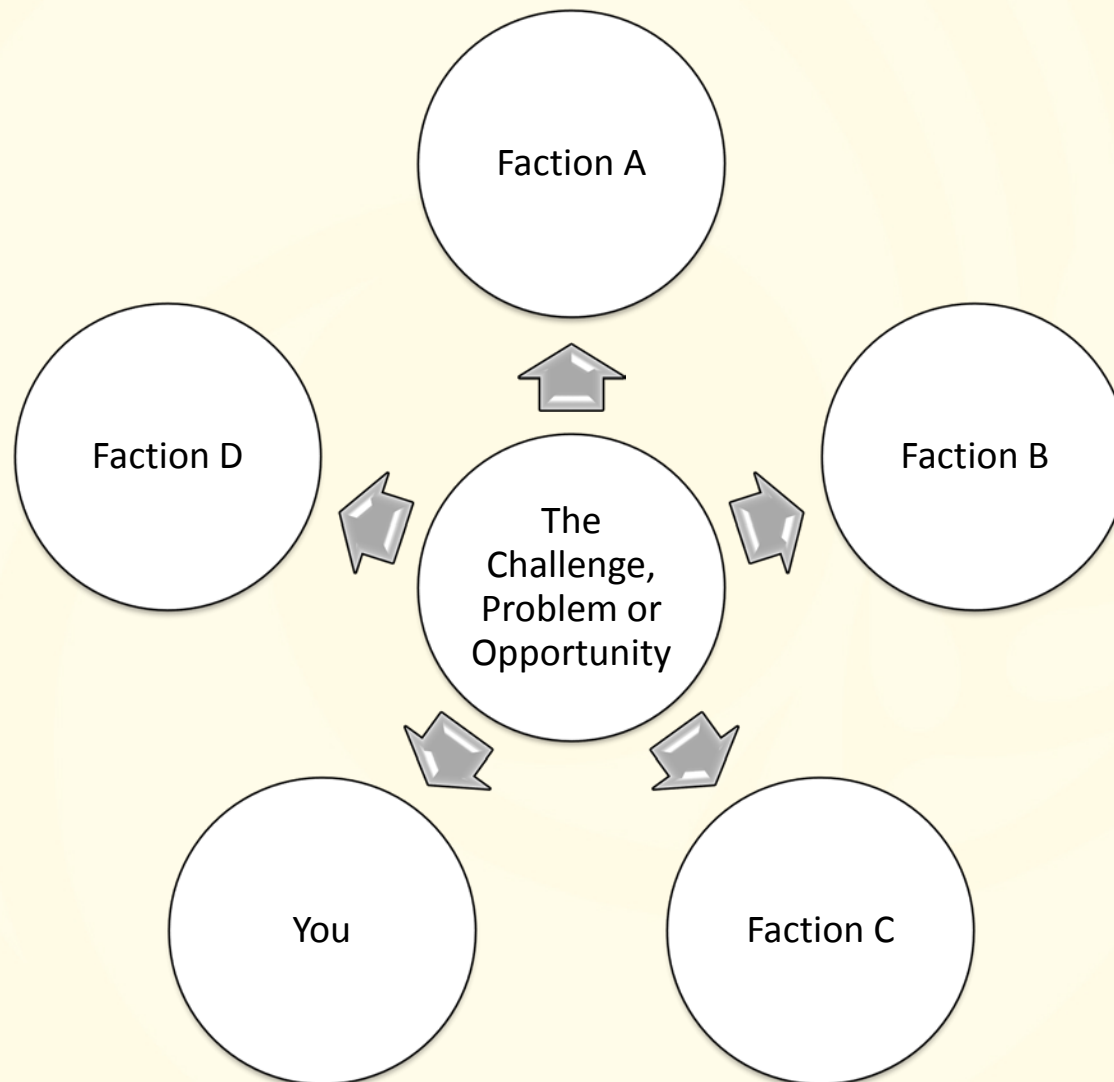 Faction A
Faction D
Faction B
The
Challenge,
Problem or
Opportunity
You
Faction C